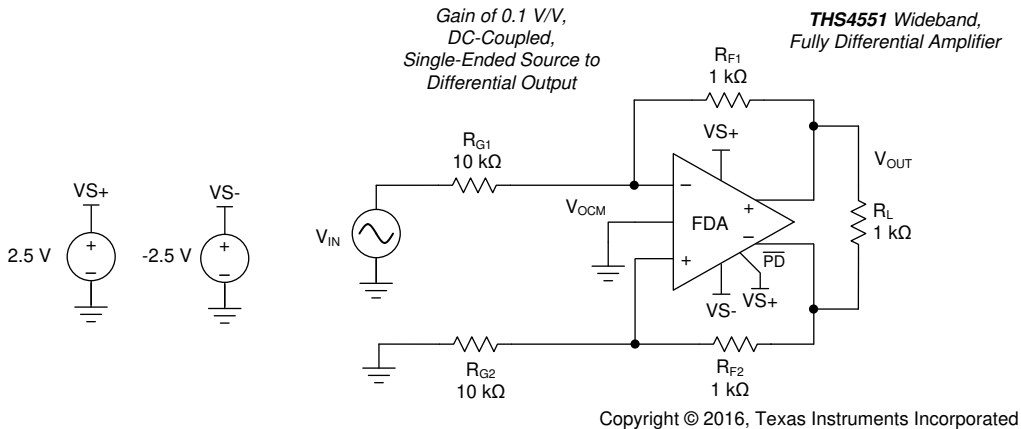 Gain of 0.1 V/V,
DC-Coupled,
Single-Ended Source to
Differential Output
THS4551 Wideband,
Fully Differential Amplifier
RF1
1 kΩ
VS+
RG1
10 kΩ
VOUT
VS+
VS-
VOCM
−
+
FDA
−
+
RL
1 kΩ
VIN
2.5 V
+
−
-2.5 V
+
−
PD
VS-
VS+
RG2
10 kΩ
RF2
1 kΩ
Copyright © 2016, Texas Instruments Incorporated